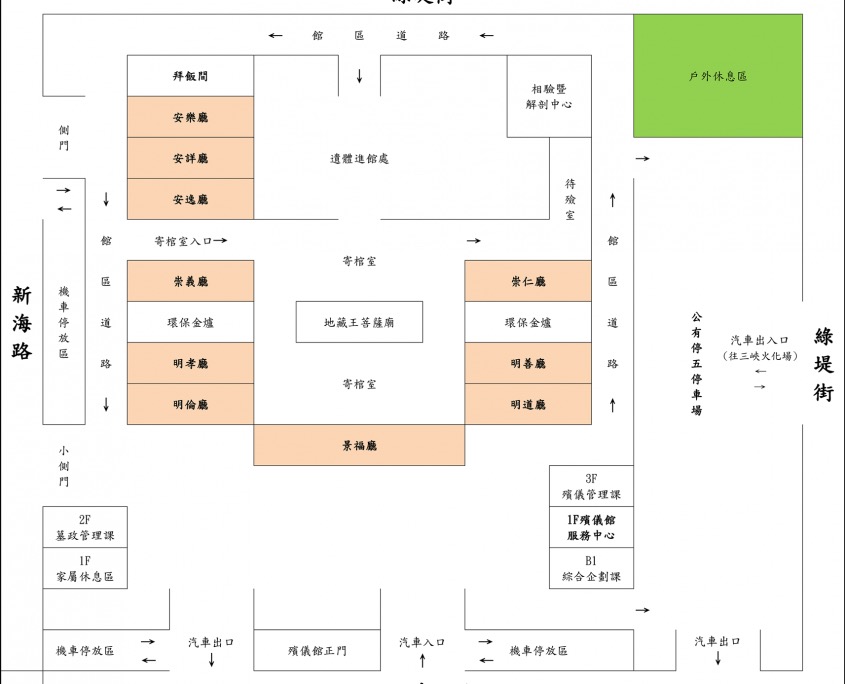 館區道路
拜飯間
安樂廳
安詳廳
安逸廳
遺體進館處
相驗暨
解剖中心
戶外休息區
側門
待殮室
寄棺室入口
館區道路
寄棺室
館區道路
新海路
機車停放區
崇義廳
環保金爐
明孝廳
明倫廳
地藏王菩薩廟
寄棺室
崇仁廳
環保金爐
明善廳
明道廳
景福廳
公有停五停車場
汽車出入口
(往三峽火化場)
綠堤街
小側門
2F
墓政管理課
1F
家屬休息區
3F
殯儀管理課
1F殯儀館
服務中心
B1
綜合企劃課
機車停放區
汽車出口
殯儀館正門
汽車入口
機車停放區
汽車出口